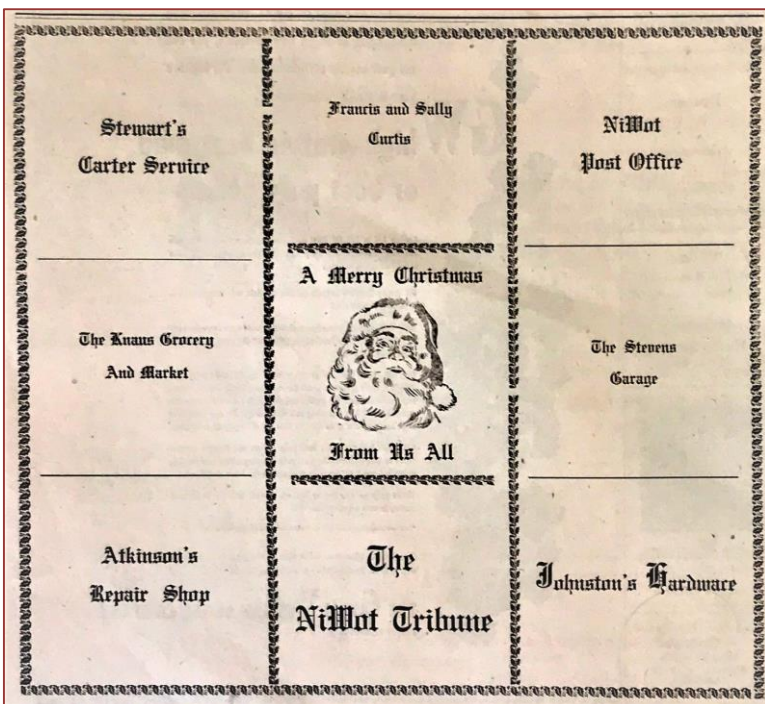 Stewart's
Carter Service
Francis and Sally
Curtis
NiWot
Post Office
The Knaus Grocery
And Market
A Merry Christmas
From Us All
The Stevens
Garage
Atkinson's
Repair Shop
The
NiWot Tribune
Johnston's Hardware